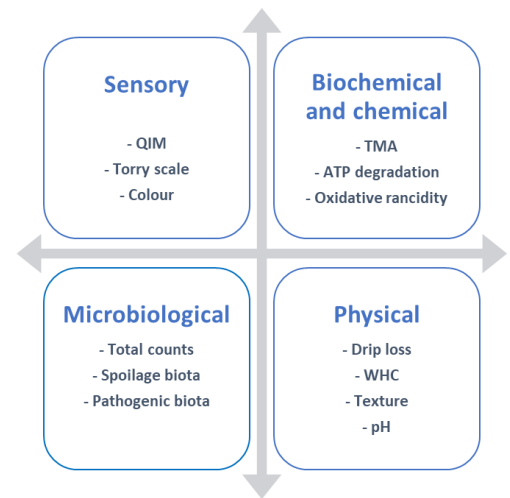 Sensory
- QIM
- Torry scale
- Colour
Biochemical
and chemical
- TMA
- ATP degradation
- Oxidative rancidity
Microbiological
- Total counts
- Spoilage biota
- Pathogenic biota
Physical
- Drip loss
- WHC
- Texture
- pH